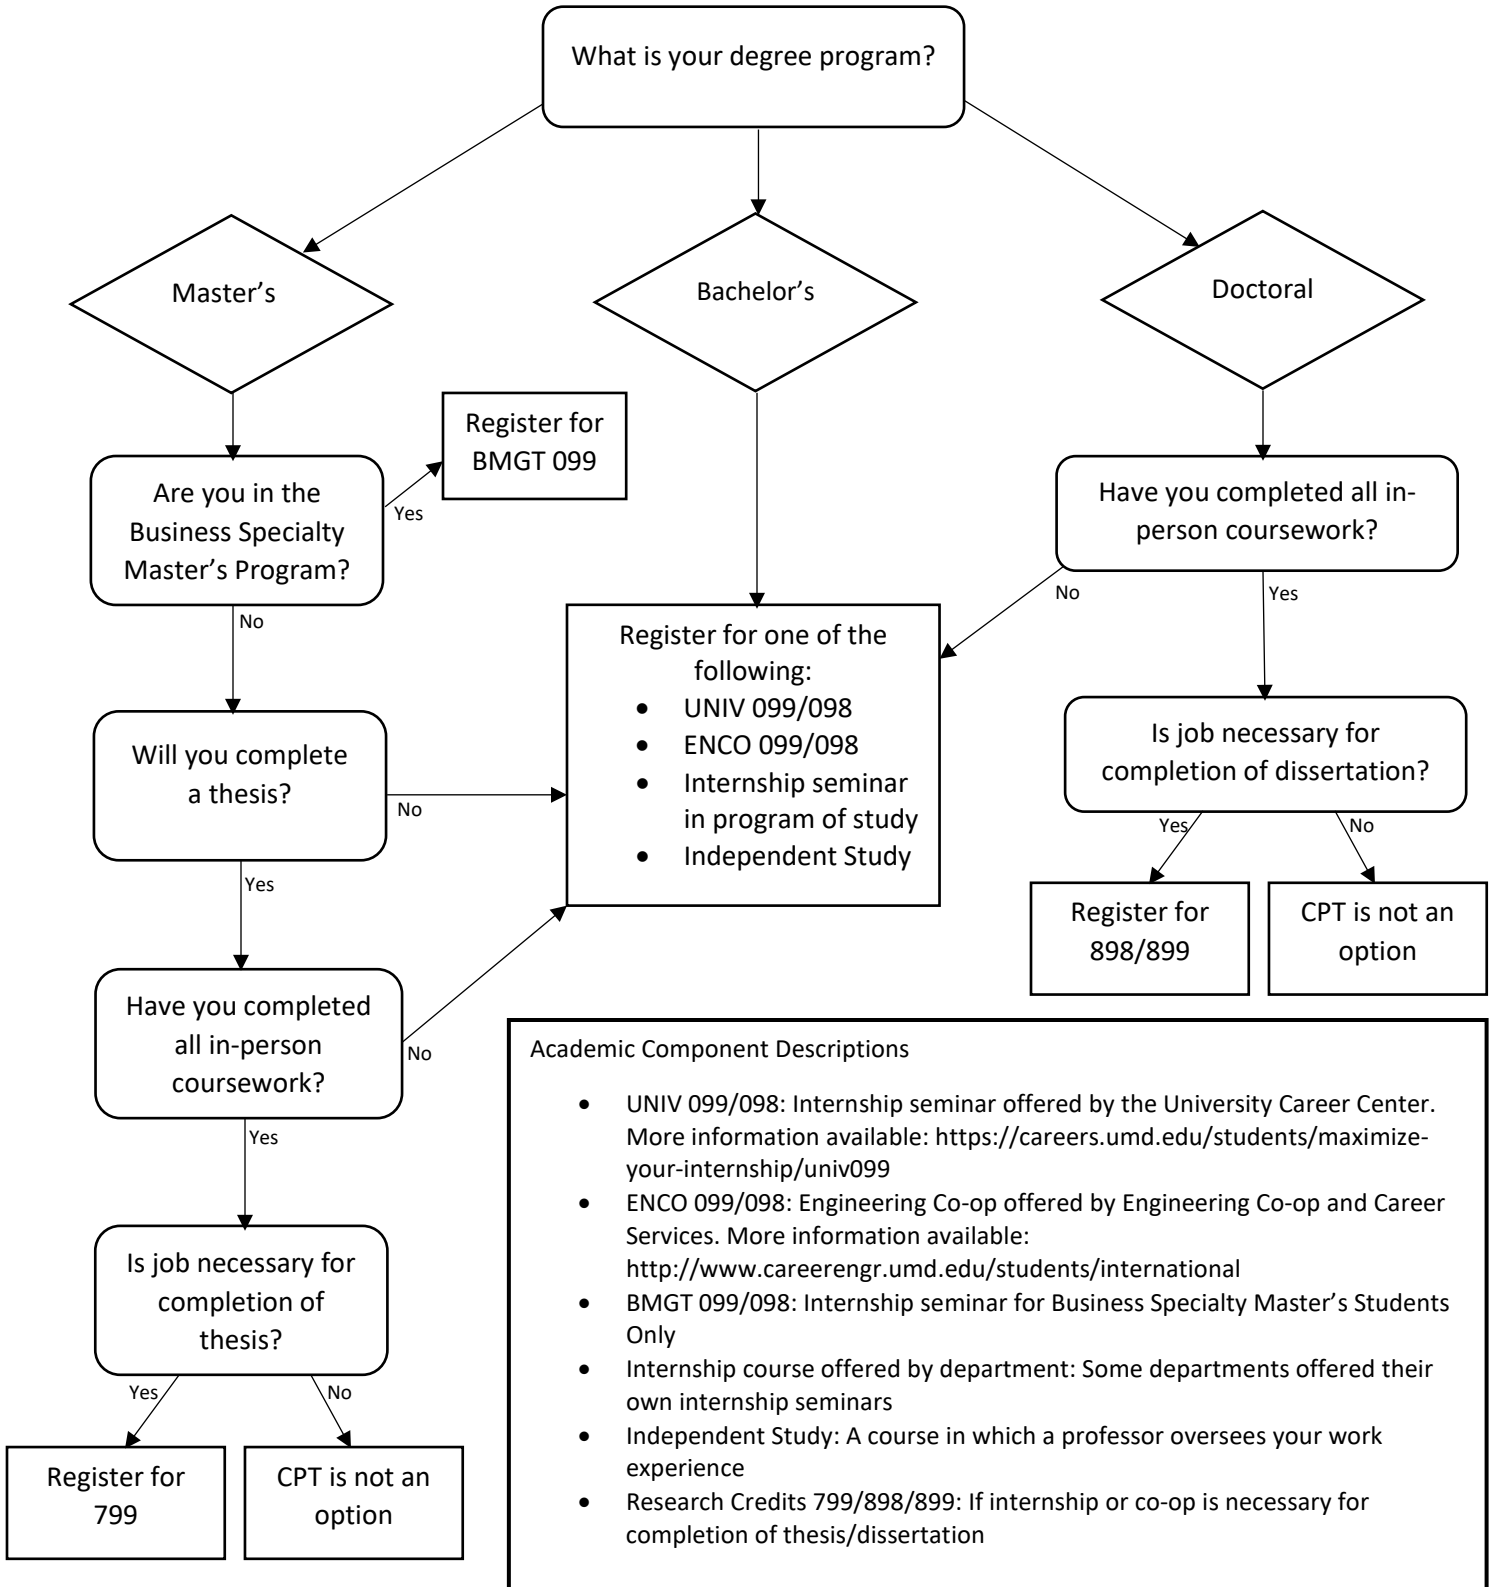 What is your degree program?
Master’s
Bachelor’s
Doctoral
Register for
BMGT 099
Are you in the
Business Specialty
Master’s Program?
Yes
No
Have you completed all in-
person coursework?
No
Yes
Register for one of the
following:
• UNIV 099/098
• ENCO 099/098
• Internship seminar
in program of study
• Independent Study
Will you complete
a thesis?
No
Yes
Is job necessary for
completion of dissertation?
Yes
No
Register for
898/899
CPT is not an
option
Have you completed
all in-person
coursework?
No
Yes
Is job necessary for
completion of
thesis?
Yes
No
Register for
799
CPT is not an
option
Academic Component Descriptions
• UNIV 099/098: Internship seminar offered by the University Career Center.
More information available: https://careers.umd.edu/students/maximize-
your-internship/univ099
• ENCO 099/098: Engineering Co-op offered by Engineering Co-op and Career
Services. More information available:
http://www.careerengr.umd.edu/students/international
• BMGT 099/098: Internship seminar for Business Specialty Master’s Students
Only
• Internship course offered by department: Some departments offered their
own internship seminars
• Independent Study: A course in which a professor oversees your work
experience
• Research Credits 799/898/899: If internship or co-op is necessary for
completion of thesis/dissertation